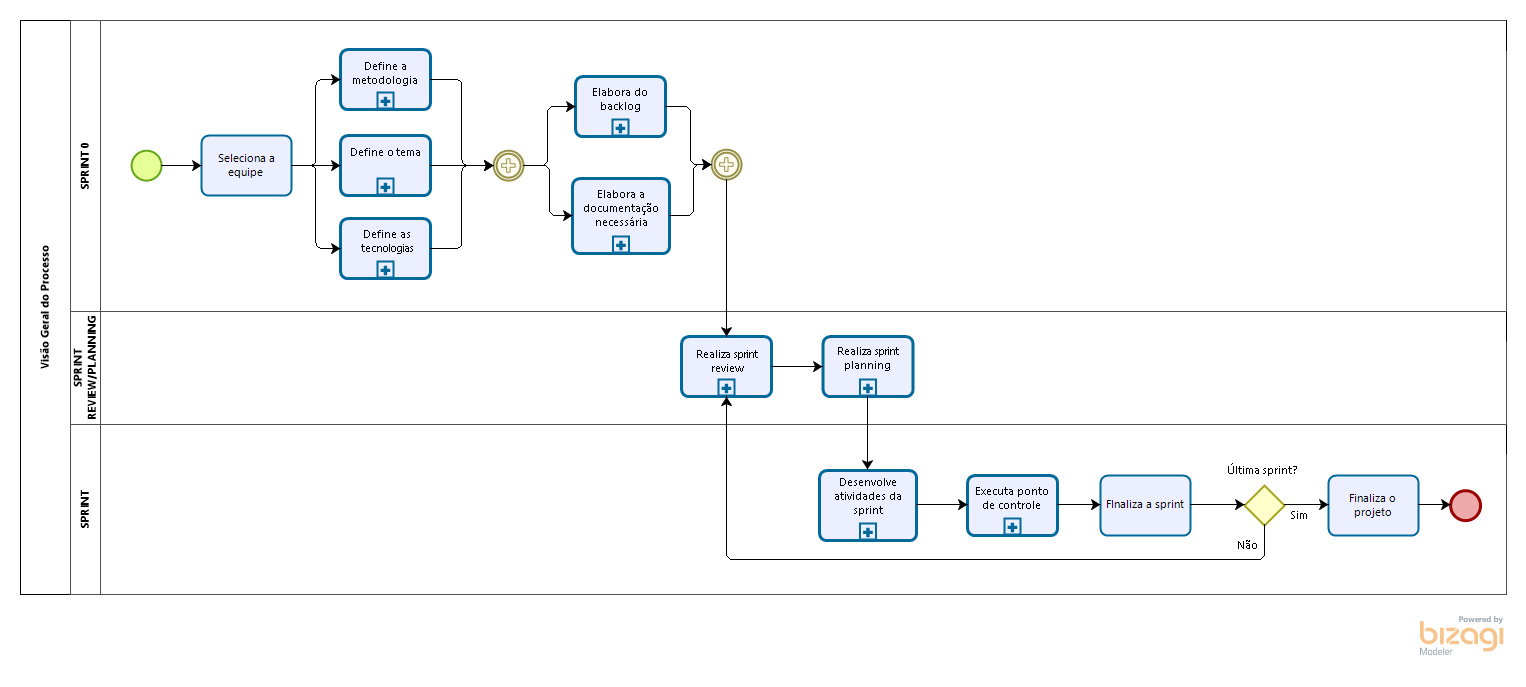 Visão Geral do Processo
SPRINT 0
Seleciona a
equipe
Define a
metodologia
Define o tema
Define as
tecnologias
Elabora do
backlog
Elabora a
documentação
necessária
SPRINT
REVIEW/PLANNING
Realiza sprint
review
Realiza sprint
planning
SPRINT
Desenvolve
atividades da
sprint
Executa ponto
de controle
FInaliza a sprint
Última sprint?
Sim
Não
Finaliza o
projeto
Powered by
bizagi
Modeler